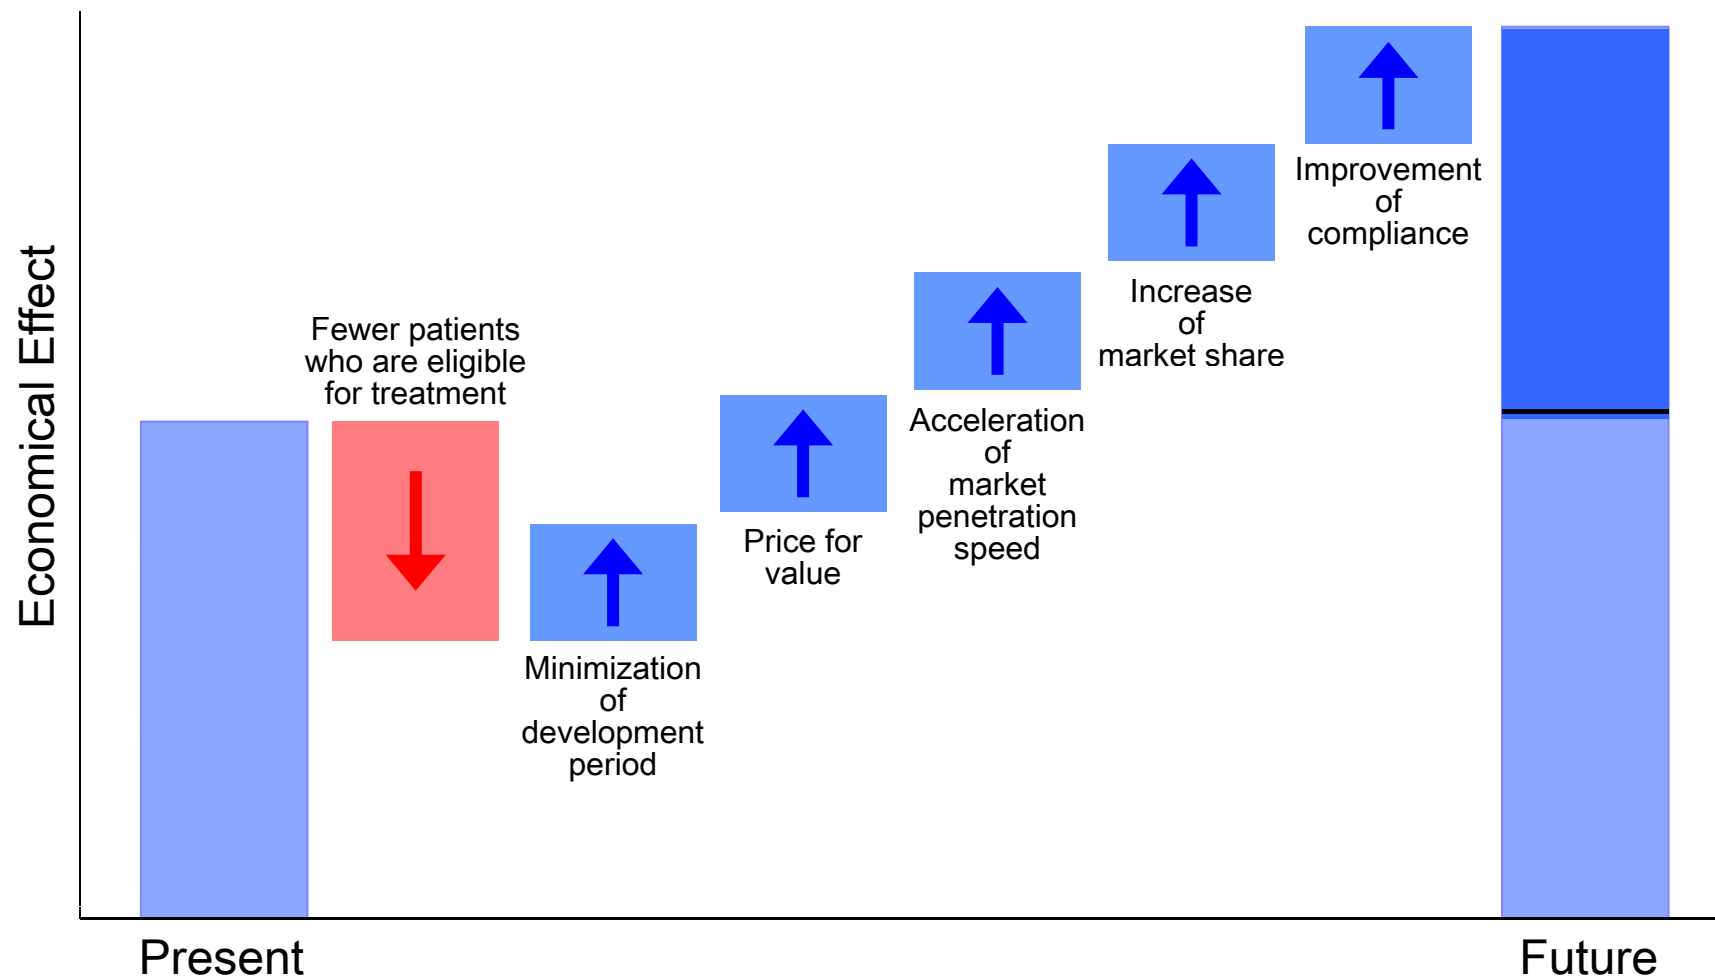 Economical Effect
Fewer patients
who are eligible
for treatment
Minimization
of
development
period
Price for
value
Acceleration
of
market
penetration
speed
Increase
of
market share
Improvement
of
compliance
Present
Future